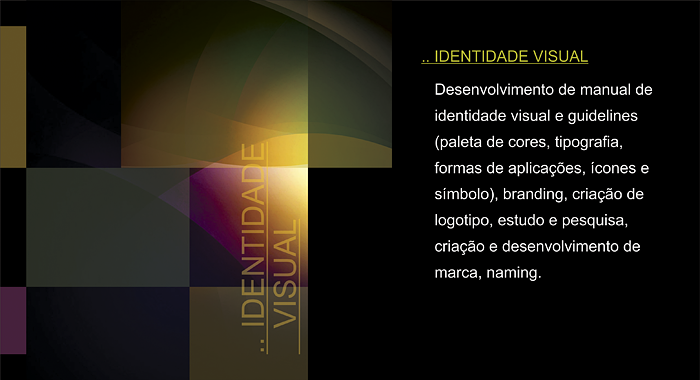 .. IDENTIDADE
VISUAL
.. IDENTIDADE VISUAL
Desenvolvimento de manual de
identidade visual e guidelines
(paleta de cores, tipografia,
formas de aplicações, ícones e
símbolo), branding, criação de
logotipo, estudo e pesquisa,
criação e desenvolvimento de
marca, naming.